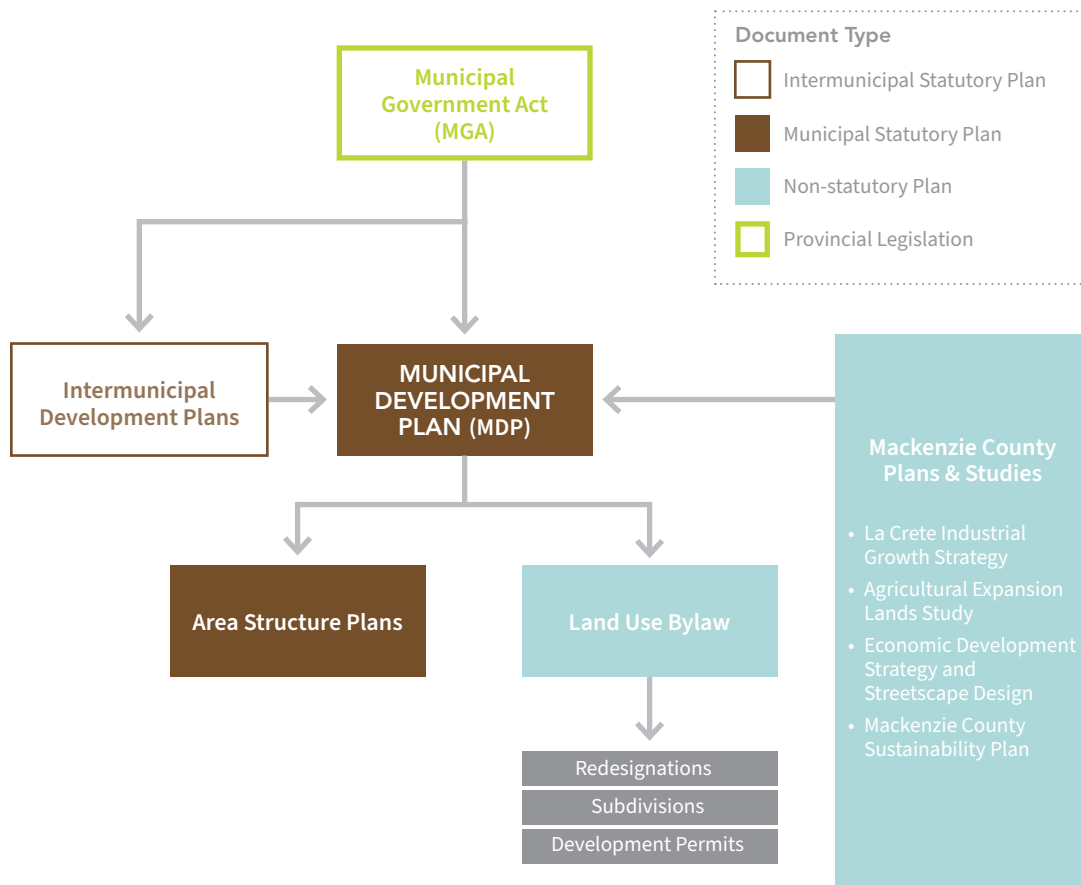 Document Type
Intermunicipal Statutory Plan
Municipal Statutory Plan
Non-statutory Plan
Provincial Legislation
Municipal
Government Act
(MGA)
Intermunicipal
Development Plans
MUNICIPAL
DEVELOPMENT
PLAN (MDP)
Mackenzie County
Plans & Studies
• La Crete Industrial
Growth Strategy
• Agricultural Expansion
Lands Study
• Economic Development
Strategy and
Streetscape Design
• Mackenzie County
Sustainability Plan
Area Structure Plans
Land Use Bylaw
Redesignations
Subdivisions
Development Permits